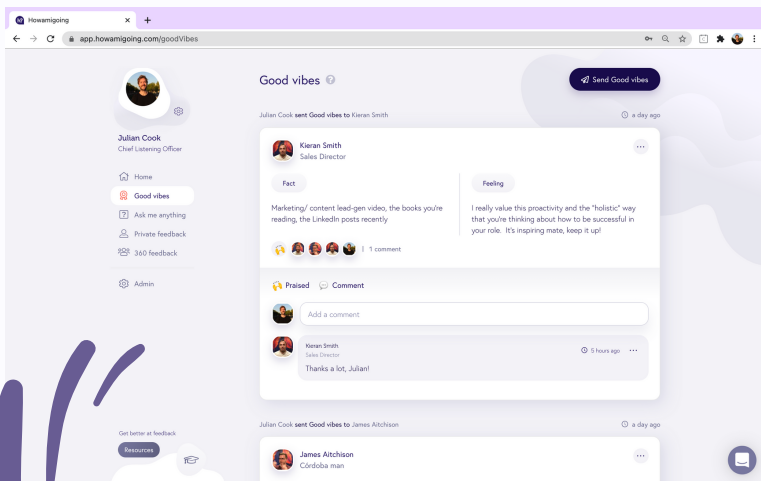 Howamigoing
app.howamigoing.com/goodVibes
Good vibes
Send Good vibes
Julian Cook
Chief Listening Officer
Home
Good vibes
Ask me anything
Private feedback
360 feedback
Admin
Get better at feedback
Resources
Julian Cook sent Good vibes to Kieran Smith
a day ago
Kieran Smith
Sales Director
Fact
Marketing/ content lead-gen video, the books you're
reading, the LinkedIn posts recently
Feeling
I really value this proactivity and the "holistic" way
that you're thinking about how to be successful in
your role. It's inspiring mate, keep it up!
1 comment
Praised
Comment
Add a comment
Kieran Smith
Sales Director
5 hours ago
Thanks a lot, Julian!
Julian Cook sent Good vibes to James Aitchison
a day ago
James Aitchison
Córdoba man